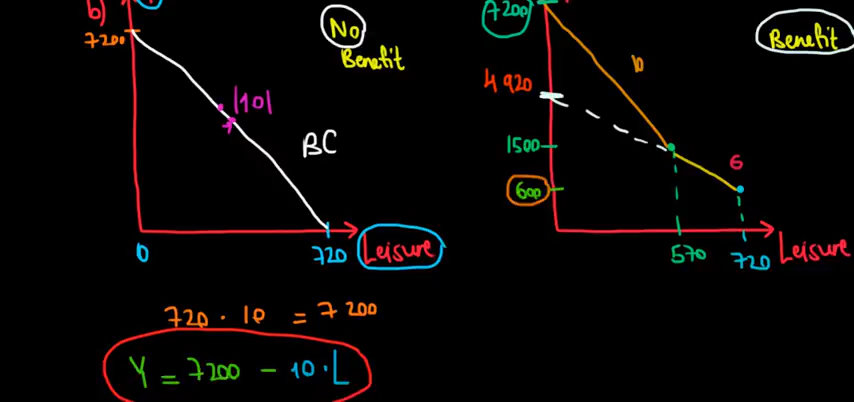 b)
7200
No
Benefit
|10|
BC
0
720
Leisure
720 · 10 = 7200
Y = 7200 - 10 · L
7200
Benefit
10
4920
1500
6
600
570
720
Leisure